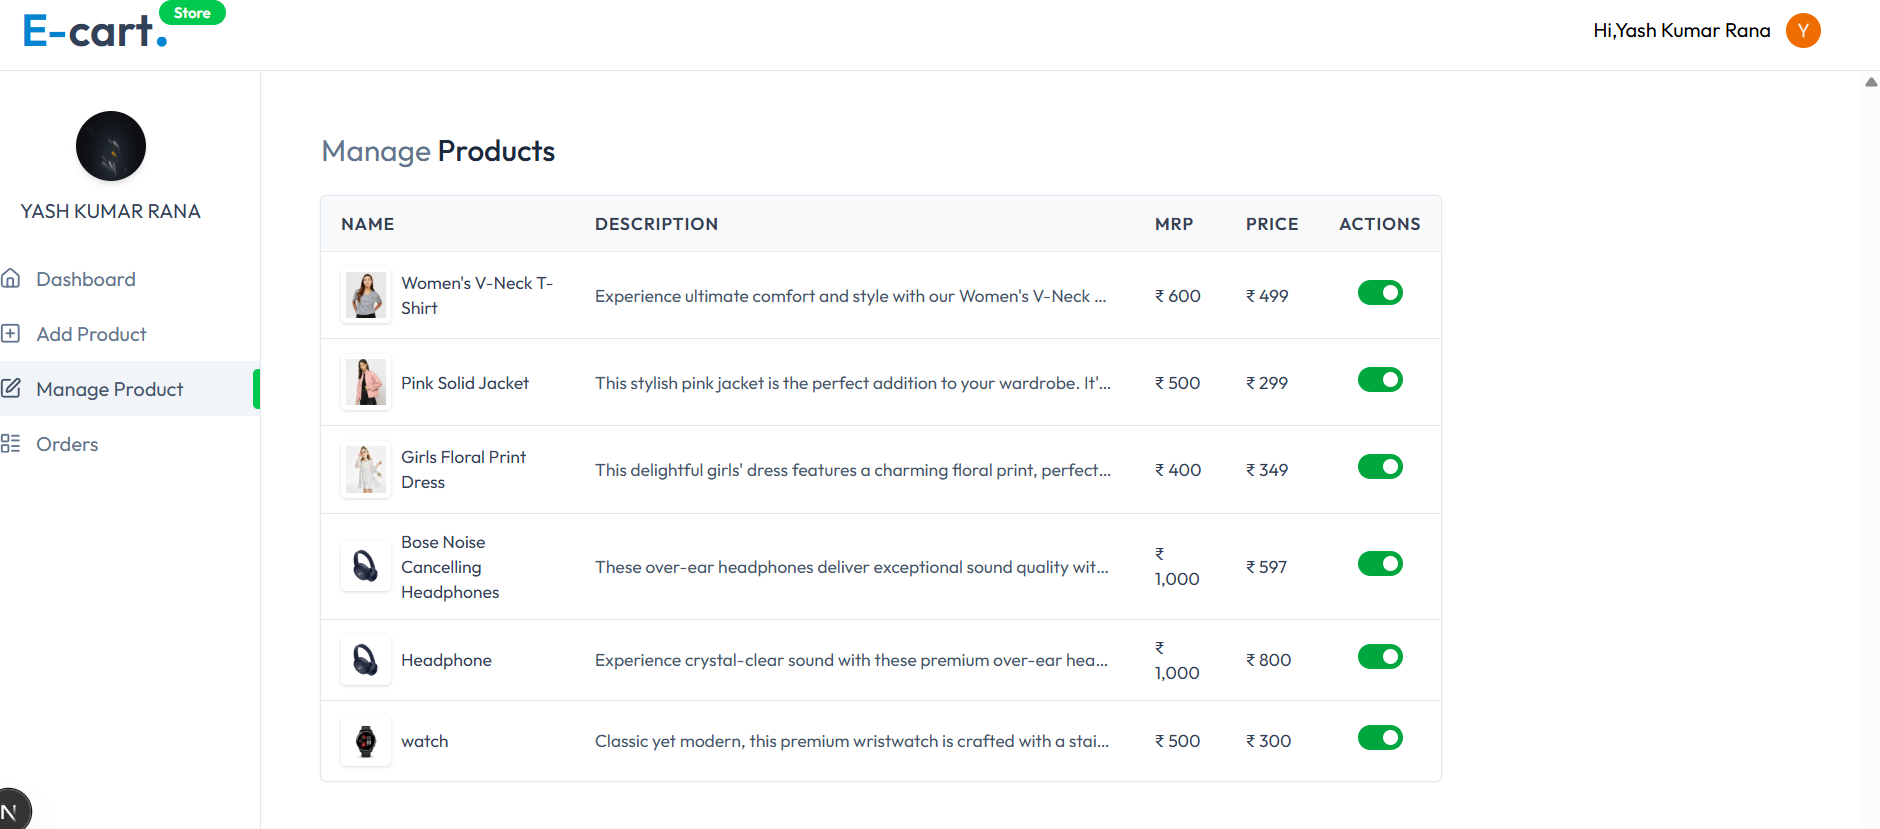 E-cart.
Store
Hi,Yash Kumar Rana
Y
YASH KUMAR RANA
Dashboard
Add Product
Manage Product
Orders
Manage Products
NAME DESCRIPTION MRP PRICE ACTIONS
Women's V-Neck T-
Shirt
Experience ultimate comfort and style with our Women's V-Neck ...
₹ 600
₹ 499
Pink Solid Jacket
This stylish pink jacket is the perfect addition to your wardrobe. It'...
₹ 500
₹ 299
Girls Floral Print
Dress
This delightful girls' dress features a charming floral print, perfect...
₹ 400
₹ 349
Bose Noise
Cancelling
Headphones
These over-ear headphones deliver exceptional sound quality wit...
₹
1,000
₹ 597
Headphone
Experience crystal-clear sound with these premium over-ear hea...
₹
1,000
₹ 800
watch
Classic yet modern, this premium wristwatch is crafted with a stai...
₹ 500
₹ 300
N